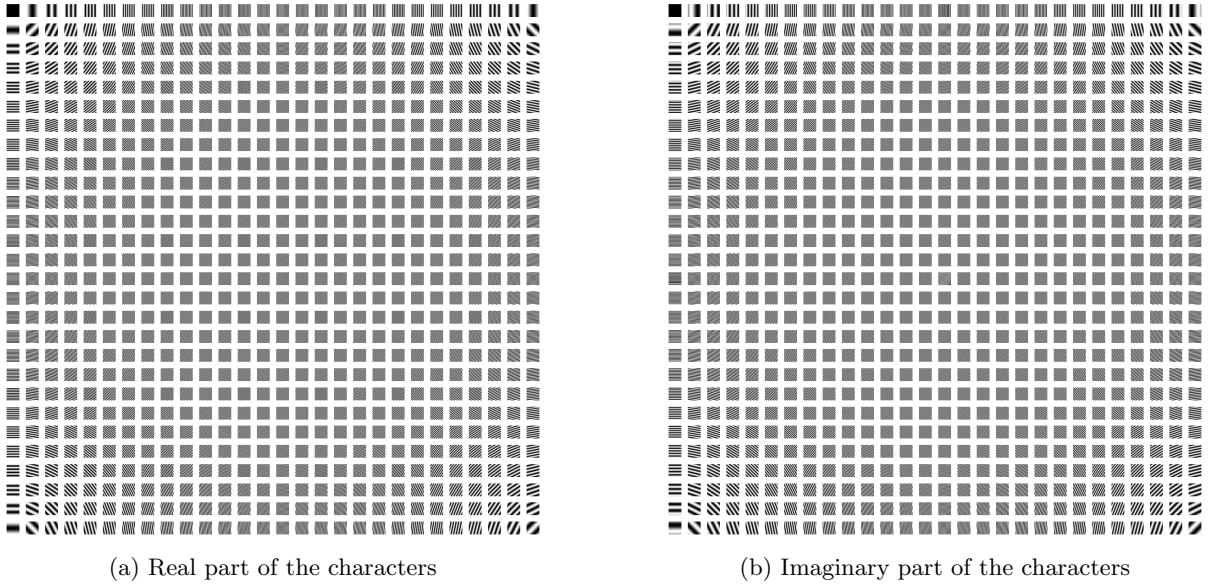 (a) Real part of the characters
(b) Imaginary part of the characters